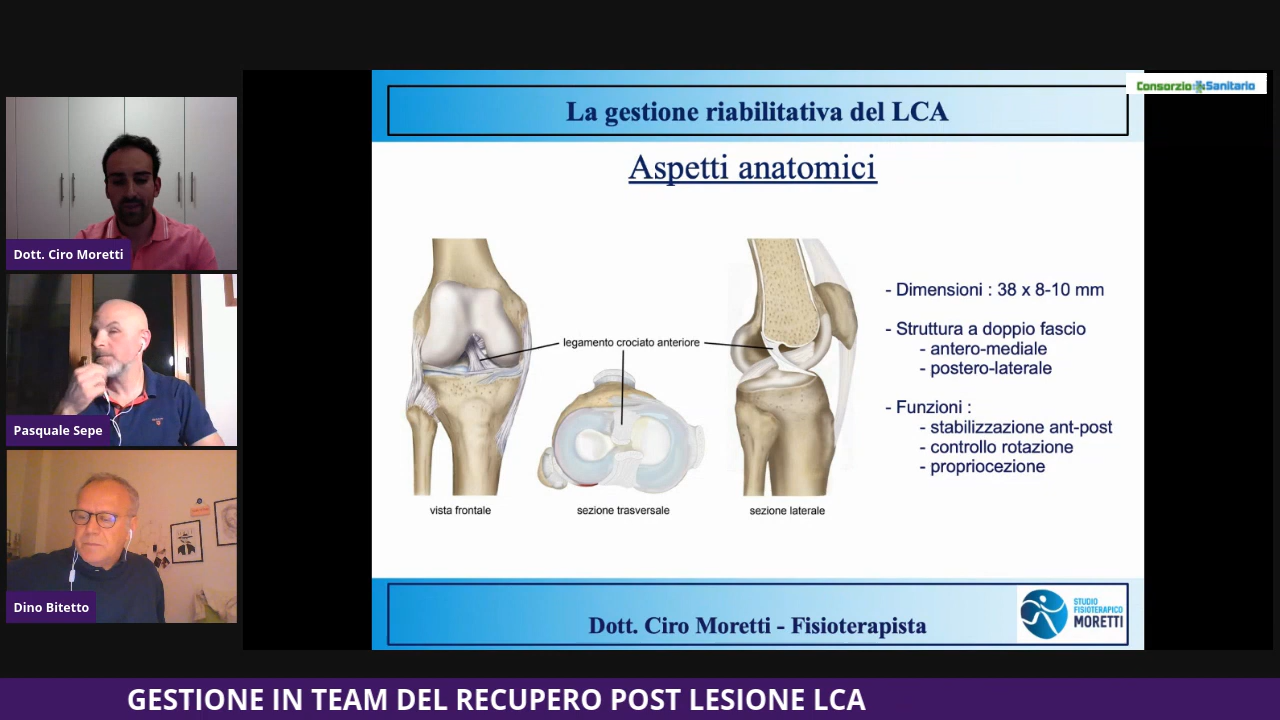 Consorzio Sanitario
La gestione riabilitativa del LCA
Aspetti anatomici
legamento crociato anteriore
vista frontale
sezione trasversale
sezione laterale
- Dimensioni : 38 x 8-10 mm
- Struttura a doppio fascio
- antero-mediale
- postero-laterale
- Funzioni :
- stabilizzazione ant-post
- controllo rotazione
- propriocezione
Dott. Ciro Moretti - Fisioterapista
STUDIO
FISIOTERAPICO
MORETTI
Dott. Ciro Moretti
Pasquale Sepe
Dino Bitetto
GESTIONE IN TEAM DEL RECUPERO POST LESIONE LCA